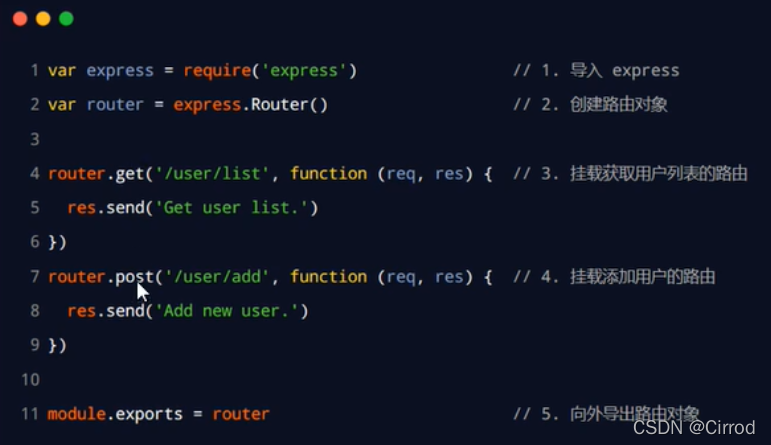 1 var express = require('express') // 1. 导入 express
2 var router = express.Router() // 2. 创建路由对象
3
4 router.get('/user/list', function (req, res) { // 3. 挂载获取用户列表的路由
5 res.send('Get user list.')
6 })
7 router.post('/user/add', function (req, res) { // 4. 挂载添加用户的路由
8 res.send('Add new user.')
9 })
10
11 module.exports = router // 5. 向外导出路由对象
CSDN @Cirrod